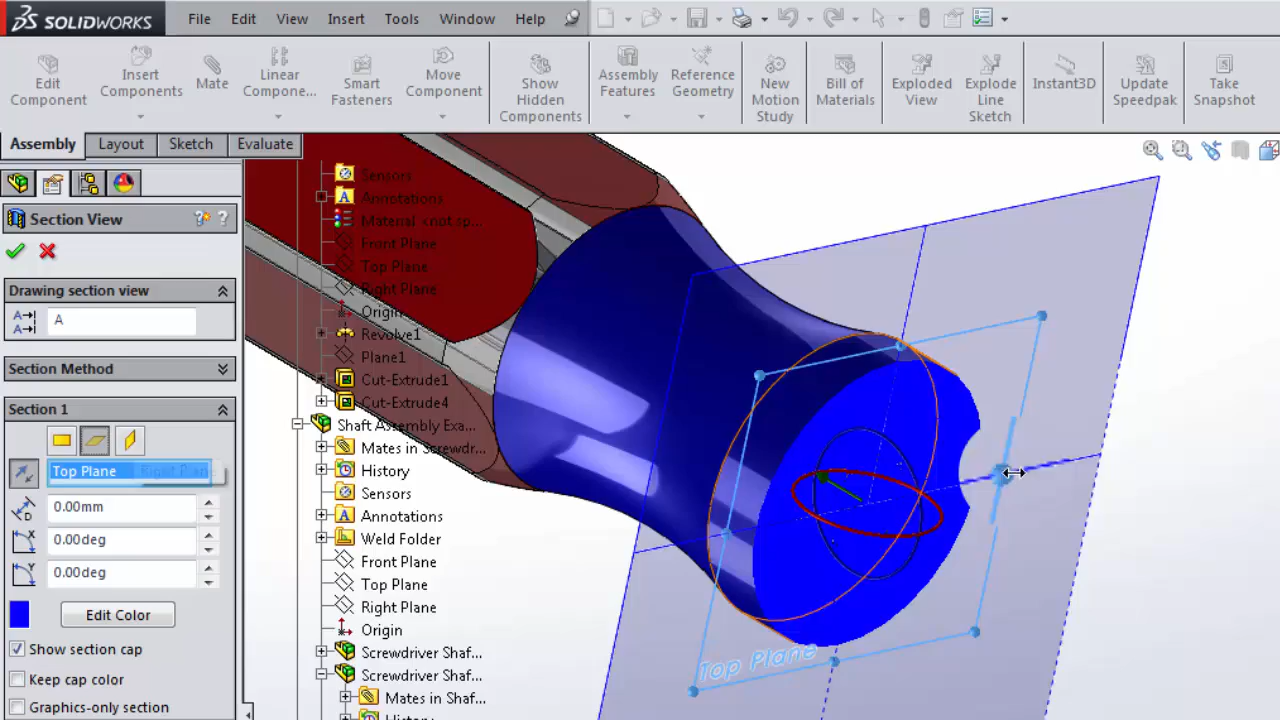 SOLIDWORKS File Edit View Insert Tools Window Help
Edit Component
Insert Components
Mate
Linear Compone...
Smart Fasteners
Move Component
Show Hidden Components
Assembly Features
Reference Geometry
New Motion Study
Bill of Materials
Exploded View
Explode Line Sketch
Instant3D
Update Speedpak
Take Snapshot
Assembly Layout Sketch Evaluate
Section View
Drawing section view
A
Section Method
Section 1
Top Plane Right Plane
0.00mm
0.00deg
0.00deg
Edit Color
Show section cap
Keep cap color
Graphics-only section
Sensors
Annotations
Material <not sp...
Front Plane
Top Plane
Right Plane
Origin
Revolve1
Plane1
Cut-Extrude1
Cut-Extrude4
Shaft Assembly Exa...
Mates in Screwdr...
History
Sensors
Annotations
Weld Folder
Front Plane
Top Plane
Right Plane
Origin
Screwdriver Shaf...
Screwdriver Shaf...
Mates in Shaf...
History
Top Plane